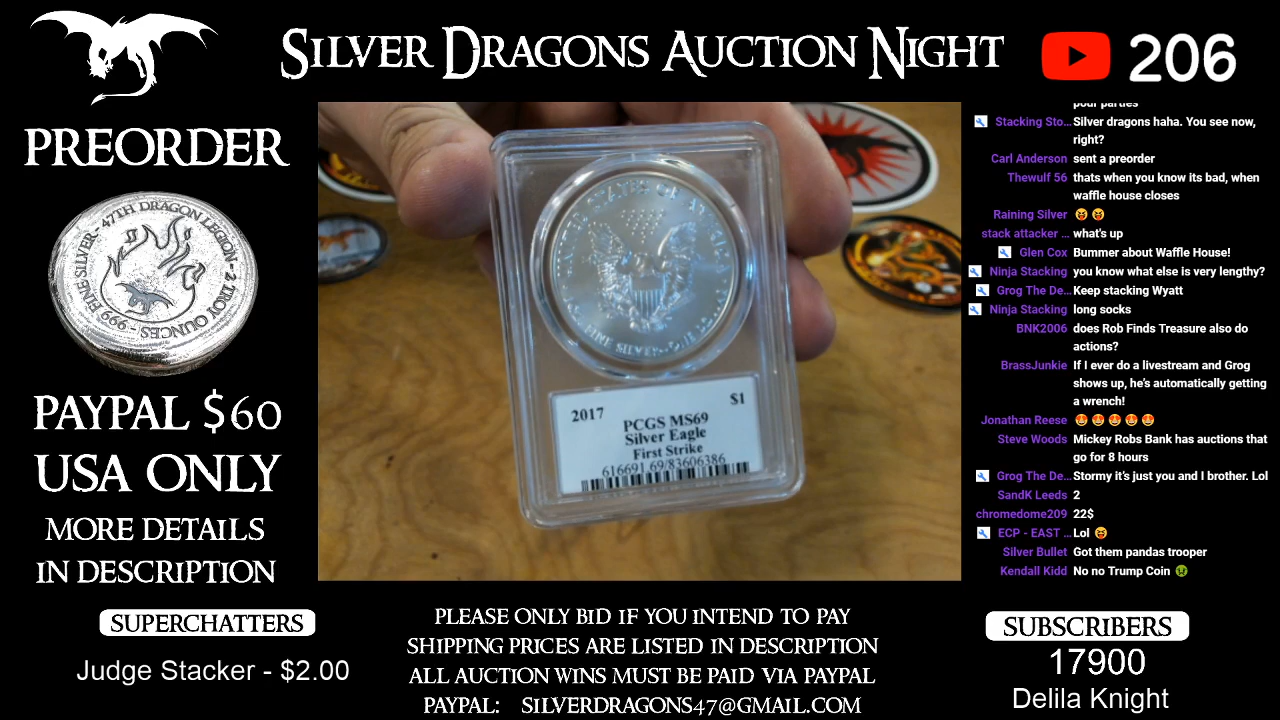 SILVER DRAGONS AUCTION NIGHT
206
PREORDER
47TH DRAGON LEGION - 2 TROY OUNCES - .999 FINE SILVER -
PAYPAL $60
USA ONLY
MORE DETAILS
IN DESCRIPTION
2017 $1
PCGS MS69
Silver Eagle
First Strike
616691.69/83606386
pour parties
Stacking Sto… Silver dragons haha. You see now,
right?
Carl Anderson sent a preorder
Thewulf 56 thats when you know its bad, when
waffle house closes
Raining Silver 😝 😝
stack attacker … what's up
Glen Cox Bummer about Waffle House!
Ninja Stacking you know what else is very lengthy?
Grog The De… Keep stacking Wyatt
Ninja Stacking long socks
BNK2006 does Rob Finds Treasure also do
actions?
BrassJunkie If I ever do a livestream and Grog
shows up, he's automatically getting
a wrench!
Jonathan Reese 🤩 🤩 🤩 🤩 🤩
Steve Woods Mickey Robs Bank has auctions that
go for 8 hours
Grog The De… Stormy it's just you and I brother. Lol
SandK Leeds 2
chromedome209 22$
ECP - EAST … Lol 😝
Silver Bullet Got them pandas trooper
Kendall Kidd No no Trump Coin 🤢
SUPERCHATTERS
Judge Stacker - $2.00
PLEASE ONLY BID IF YOU INTEND TO PAY
SHIPPING PRICES ARE LISTED IN DESCRIPTION
ALL AUCTION WINS MUST BE PAID VIA PAYPAL
PAYPAL: SILVERDRAGONS47@GMAIL.COM
SUBSCRIBERS
17900
Delila Knight